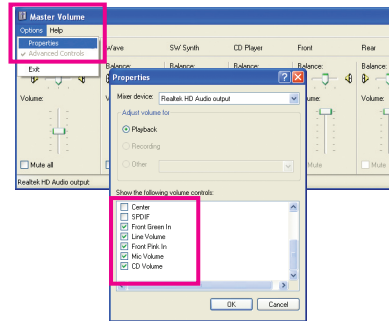 Master Volume
Options Help
Properties
Advanced Controls
Exit
Wave SW Synth CD Player Front Rear
Balance: Balance: Balance: Balance: Balance:
Properties
Mixer device: Realtek HD Audio output
Adjust volume for
Playback
Recording
Other
Volume:
ume:
Volume:
Mute all
Mute
Mute
Realtek HD Audio output
Show the following volume controls:
Center
SPDIF
Front Green In
Line Volume
Front Pink In
Mic Volume
CD Volume
OK Cancel